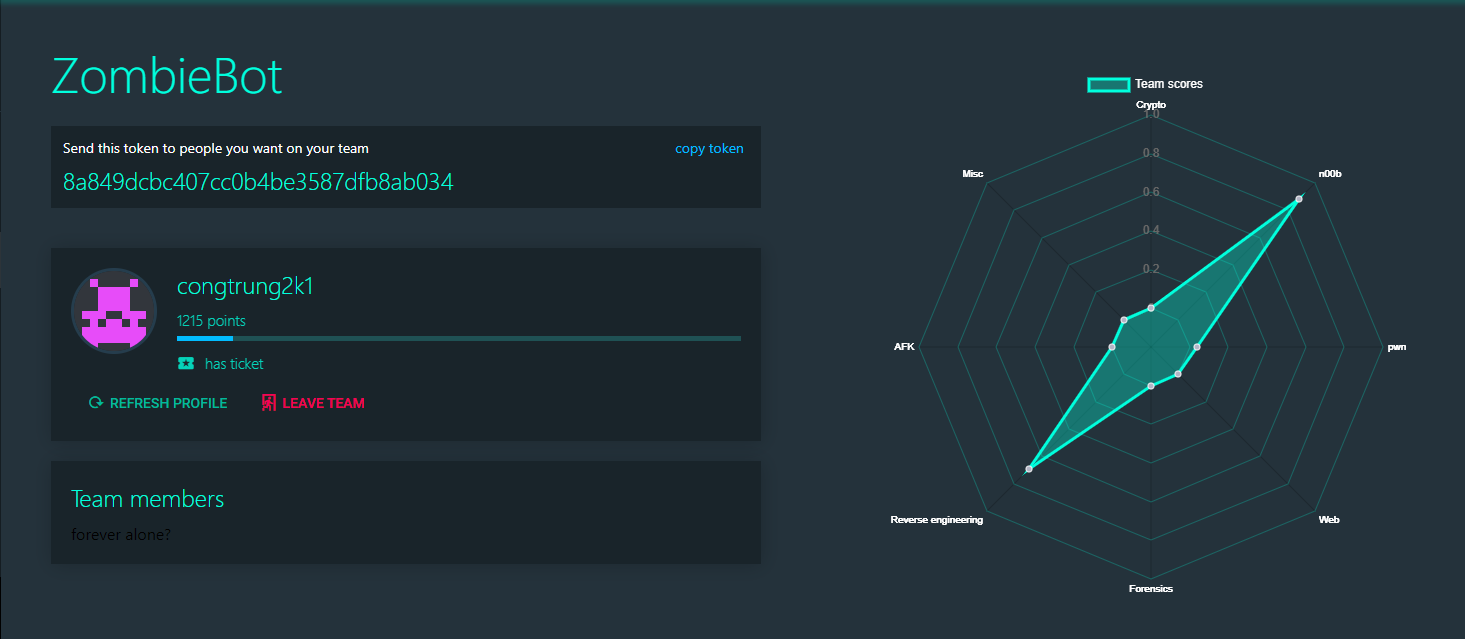 ZombieBot
Send this token to people you want on your team
copy token
8a849dcbc407cc0b4be3587dfb8ab034
congtrung2k1
1215 points
has ticket
REFRESH PROFILE
LEAVE TEAM
Team members
forever alone?
Team scores
Crypto
1.0
0.8
0.6
0.4
0.2
Misc
n00b
AFK
pwn
Reverse engineering
Web
Forensics